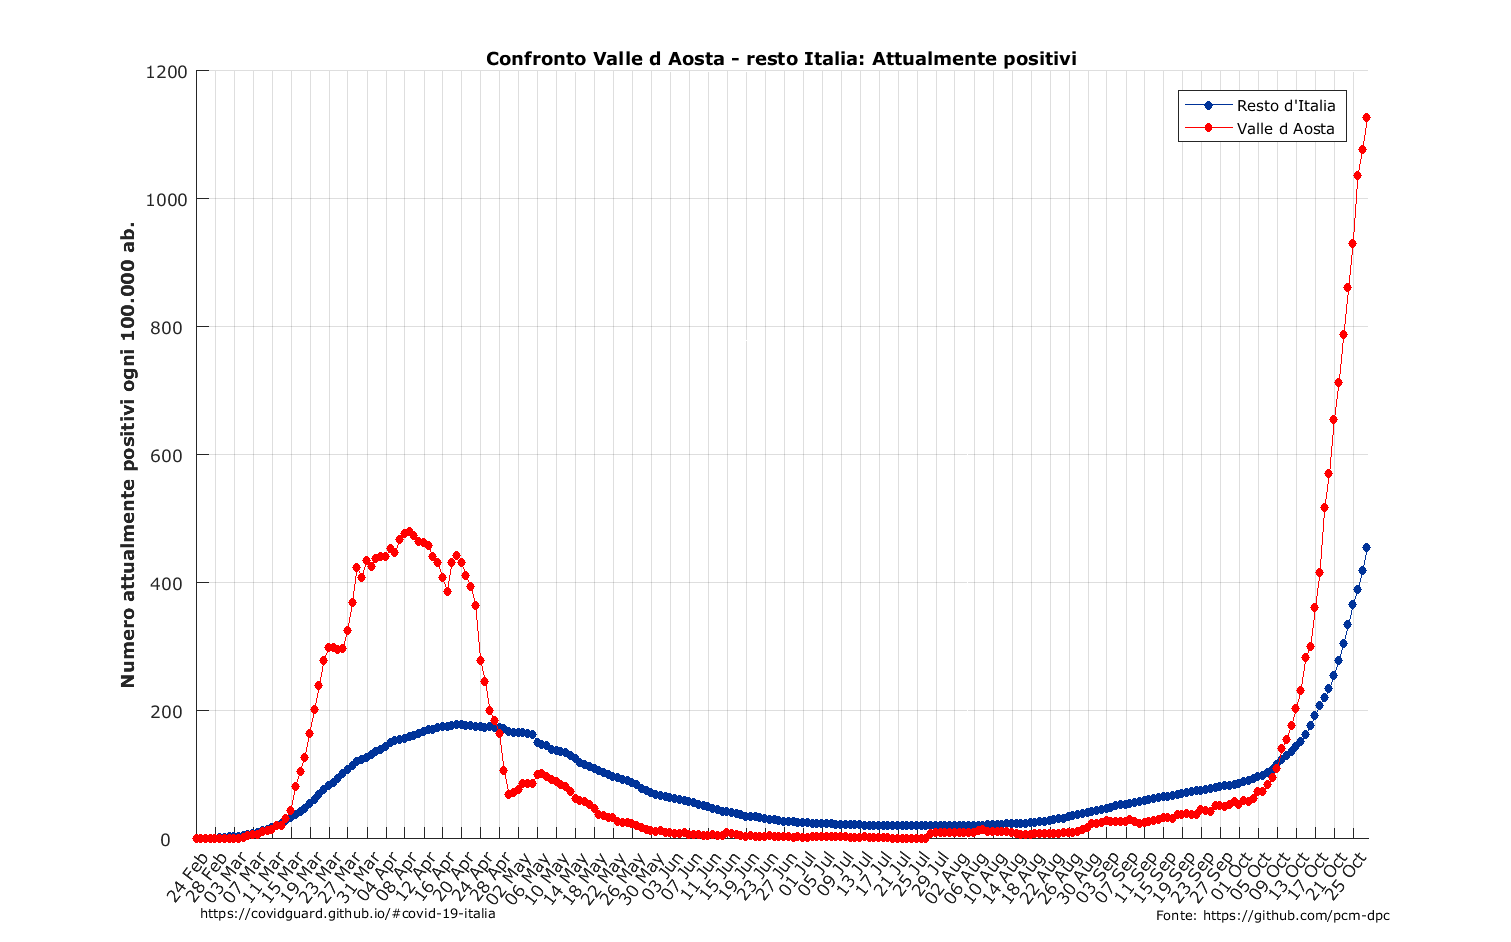 Confronto Valle d Aosta - resto Italia: Attualmente positivi
Numero attualmente positivi ogni 100.000 ab.
1200
1000
800
600
400
200
0
Resto d'Italia
Valle d Aosta
24 Feb
28 Feb
03 Mar
07 Mar
11 Mar
15 Mar
19 Mar
23 Mar
27 Mar
31 Mar
04 Apr
08 Apr
12 Apr
16 Apr
20 Apr
24 Apr
28 Apr
02 May
06 May
10 May
14 May
18 May
22 May
26 May
30 May
03 Jun
07 Jun
11 Jun
15 Jun
19 Jun
23 Jun
27 Jun
01 Jul
05 Jul
09 Jul
13 Jul
17 Jul
21 Jul
25 Jul
29 Jul
02 Aug
06 Aug
10 Aug
14 Aug
18 Aug
22 Aug
26 Aug
30 Aug
03 Sep
07 Sep
11 Sep
15 Sep
19 Sep
23 Sep
27 Sep
01 Oct
05 Oct
09 Oct
13 Oct
17 Oct
21 Oct
25 Oct
https://covidguard.github.io/#covid-19-italia
Fonte: https://github.com/pcm-dpc